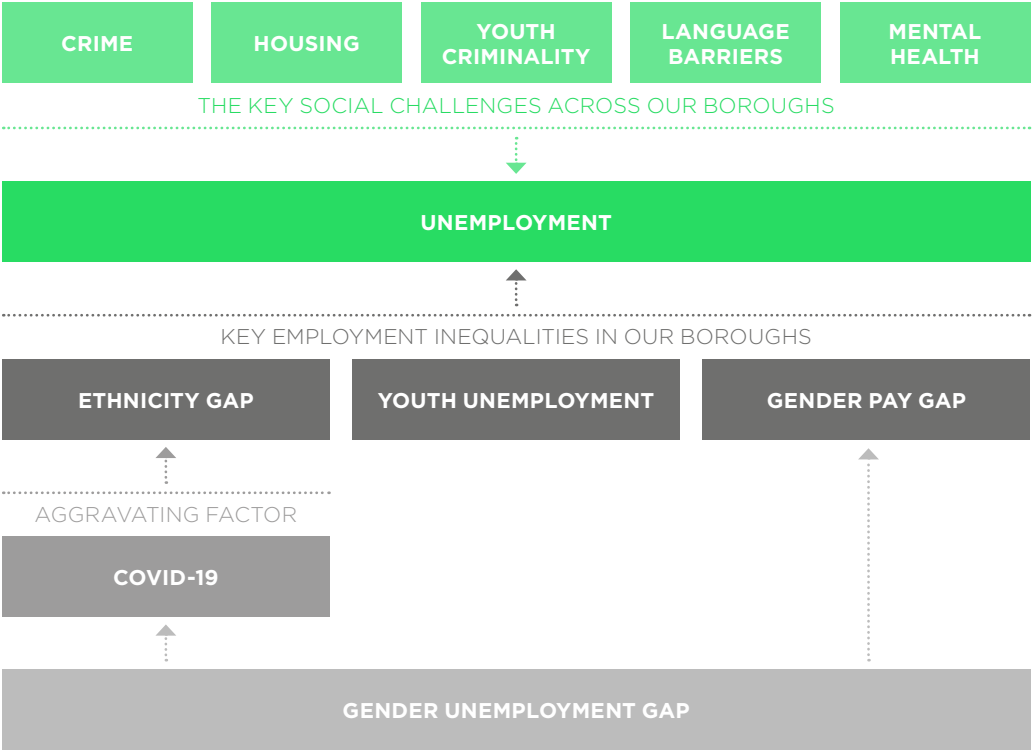 CRIME
HOUSING
YOUTH
CRIMINALITY
LANGUAGE
BARRIERS
MENTAL
HEALTH
THE KEY SOCIAL CHALLENGES ACROSS OUR BOROUGHS
UNEMPLOYMENT
KEY EMPLOYMENT INEQUALITIES IN OUR BOROUGHS
ETHNICITY GAP
YOUTH UNEMPLOYMENT
GENDER PAY GAP
AGGRAVATING FACTOR
COVID-19
GENDER UNEMPLOYMENT GAP